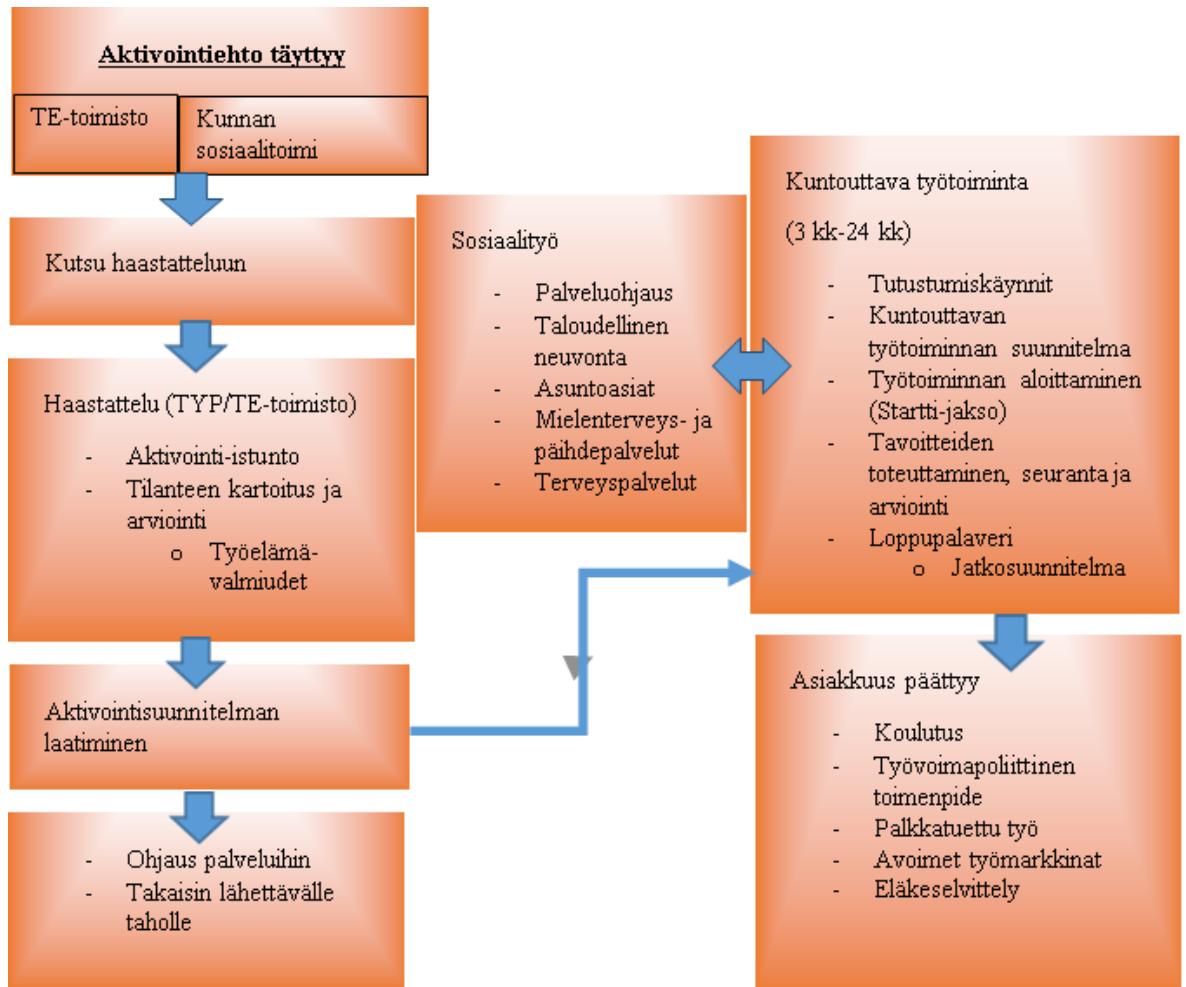 Aktivointiehto täyttyy
TE-toimisto
Kunnan
sosiaalitoimi
Kutsu haastatteluun
Haastattelu (TYP/TE-toimisto)
- Aktivointi-istunto
- Tilanteen kartoitus ja
arviointi
o Työelämä-
valmiudet
Aktivointisuunnitelman
laatiminen
- Ohjaus palveluihin
- Takaisin lähettävälle
taholle
Sosiaalityö
- Palveluohjaus
- Taloudellinen
neuvonta
- Asuntoasiat
- Mielenterveys- ja
päihdepalvelut
- Terveyspalvelut
Kuntouttava työtoiminta
(3 kk-24 kk)
- Tutustumiskäynnit
- Kuntouttavan
työtoiminnan suunnitelma
- Työtoiminnan aloittaminen
(Startti-jakso)
- Tavoitteiden
toteuttaminen, seuranta ja
arviointi
- Loppupalaveri
o Jatkosuunnitelma
Asiakkuus päättyy
- Koulutus
- Työvoimapoliittinen
toimenpide
- Palkkatuettu työ
- Avoimet työmarkkinat
- Eläkeselvittely